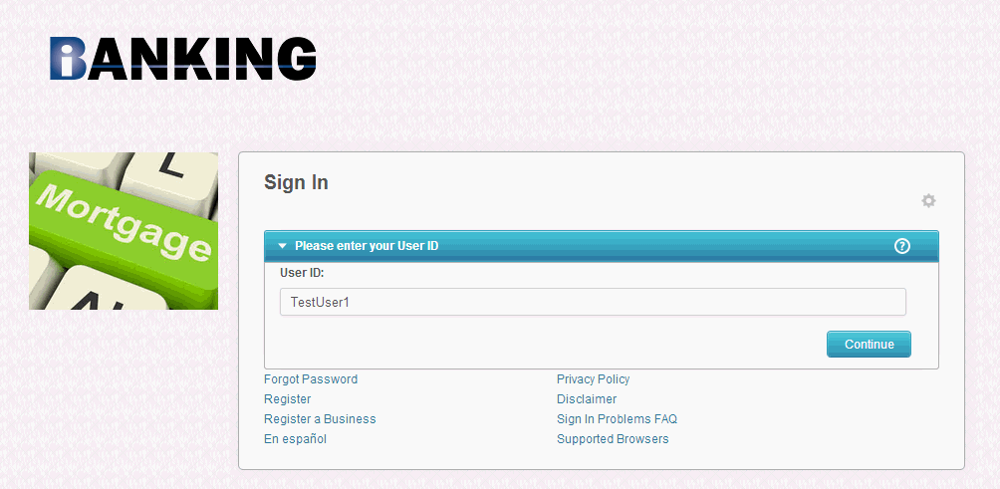 iBANKING
L
Mortgage
Sign In
Please enter your User ID
?
User ID:
TestUser1
Continue
Forgot Password
Privacy Policy
Register
Disclaimer
Register a Business
Sign In Problems FAQ
En español
Supported Browsers